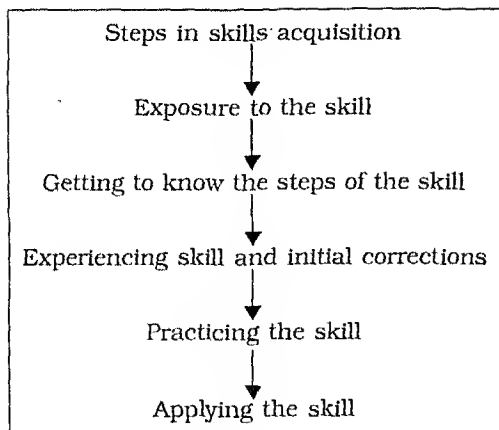 Steps in skills acquisition
Exposure to the skill
Getting to know the steps of the skill
Experiencing skill and initial corrections
Practicing the skill
Applying the skill